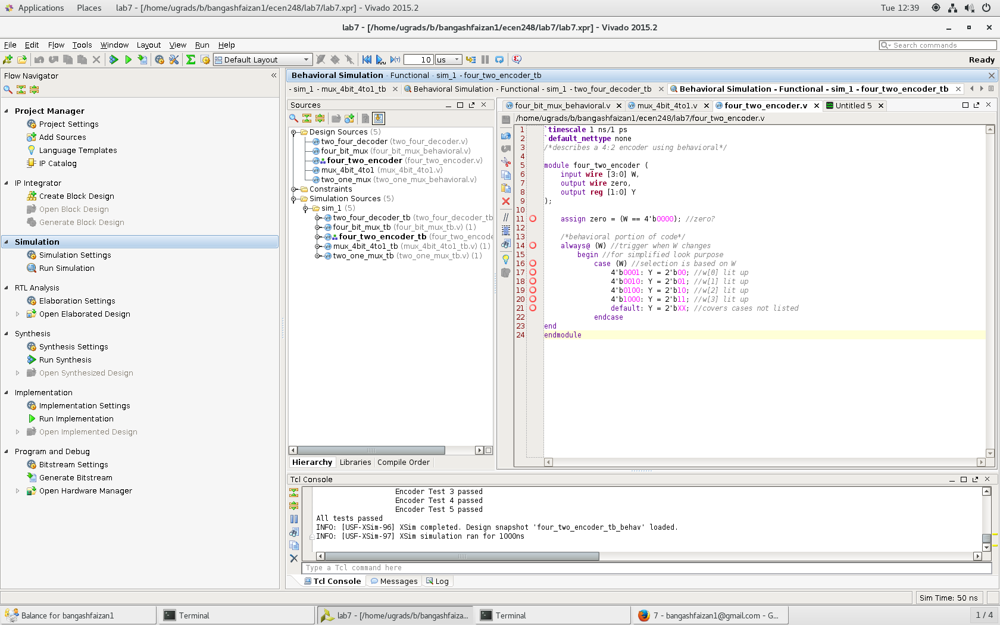 Applications Places lab7 - [/home/ugrads/b/bangashfaizan1/ecen248/lab7/lab7.xpr] - Vivado 2015.2 Tue 12:39
lab7 - [/home/ugrads/b/bangashfaizan1/ecen248/lab7/lab7.xpr] - Vivado 2015.2
File Edit Flow Tools Window Layout View Run Help Search commands
Default Layout 10 us Ready
Flow Navigator
Project Manager
Project Settings
Add Sources
Language Templates
IP Catalog
IP Integrator
Create Block Design
Open Block Design
Generate Block Design
Simulation
Simulation Settings
Run Simulation
RTL Analysis
Elaboration Settings
Open Elaborated Design
Synthesis
Synthesis Settings
Run Synthesis
Open Synthesized Design
Implementation
Implementation Settings
Run Implementation
Open Implemented Design
Program and Debug
Bitstream Settings
Generate Bitstream
Open Hardware Manager
Behavioral Simulation - Functional - sim_1 - four_two_encoder_tb
- sim_1 - mux_4bit_4to1_tb Behavioral Simulation - Functional - sim_1 - two_four_decoder_tb Behavioral Simulation - Functional - sim_1 - four_two_encoder_tb
Sources
Design Sources (5)
two_four_decoder (two_four_decoder.v)
four_bit_mux (four_bit_mux_behavioral.v)
four_two_encoder (four_two_encoder.v)
mux_4bit_4to1 (mux_4bit_4to1.v)
two_one_mux (two_one_mux_behavioral.v)
Constraints
Simulation Sources (5)
sim_1 (5)
two_four_decoder_tb (two_four_decoder_tb
four_bit_mux_tb (four_bit_mux_tb.v) (1)
four_two_encoder_tb (four_two_encode
mux_4bit_4to1_tb (mux_4bit_4to1_tb.v) (1)
two_one_mux_tb (two_one_mux_tb.v) (1)
Hierarchy Libraries Compile Order
four_bit_mux_behavioral.v mux_4bit_4to1.v four_two_encoder.v Untitled 5
/home/ugrads/b/bangashfaizan1/ecen248/lab7/four_two_encoder.v
1 `timescale 1 ns/1 ps
2 `default_nettype none
3 /*describes a 4:2 encoder using behavioral*/
4
5 module four_two_encoder (
6 input wire [3:0] W,
7 output wire zero,
8 output reg [1:0] Y
9 );
10
11 assign zero = (W == 4'b0000); //zero?
12
13 /*behavioral portion of code*/
14 always@ (W) //trigger when W changes
15 begin //for simplified look purpose
16 case (W) //selection is based on W
17 4'b0001: Y = 2'b00; //w[0] lit up
18 4'b0010: Y = 2'b01; //w[1] lit up
19 4'b0100: Y = 2'b10; //w[2] lit up
20 4'b1000: Y = 2'b11; //w[3] lit up
21 default: Y = 2'bXX; //covers cases not listed
22 endcase
23 end
24 endmodule
Tcl Console
Encoder Test 3 passed
Encoder Test 4 passed
Encoder Test 5 passed
All tests passed
INFO: [USF-XSim-96] XSim completed. Design snapshot 'four_two_encoder_tb_behav' loaded.
INFO: [USF-XSim-97] XSim simulation ran for 1000ns
Type a Tcl command here
Tcl Console Messages Log
Sim Time: 50 ns
Balance for bangashfaizan1 Terminal lab7 - [/home/ugrads/b/bangashfaiza... Terminal 7 - bangashfaizan1@gmail.com - G... 1 / 4